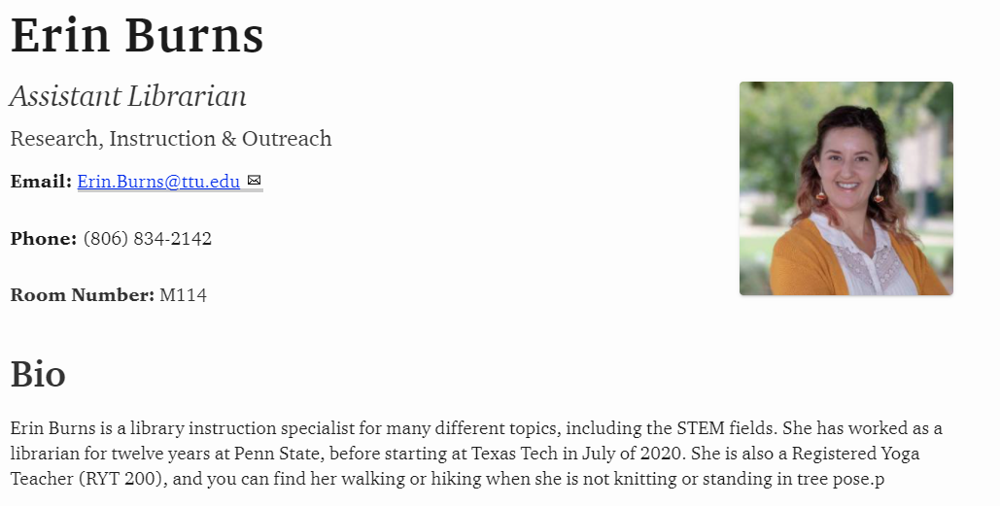 Erin Burns
Assistant Librarian
Research, Instruction & Outreach
Email: Erin.Burns@ttu.edu
Phone: (806) 834-2142
Room Number: M114
Bio
Erin Burns is a library instruction specialist for many different topics, including the STEM fields. She has worked as a
librarian for twelve years at Penn State, before starting at Texas Tech in July of 2020. She is also a Registered Yoga
Teacher (RYT 200), and you can find her walking or hiking when she is not knitting or standing in tree pose.p